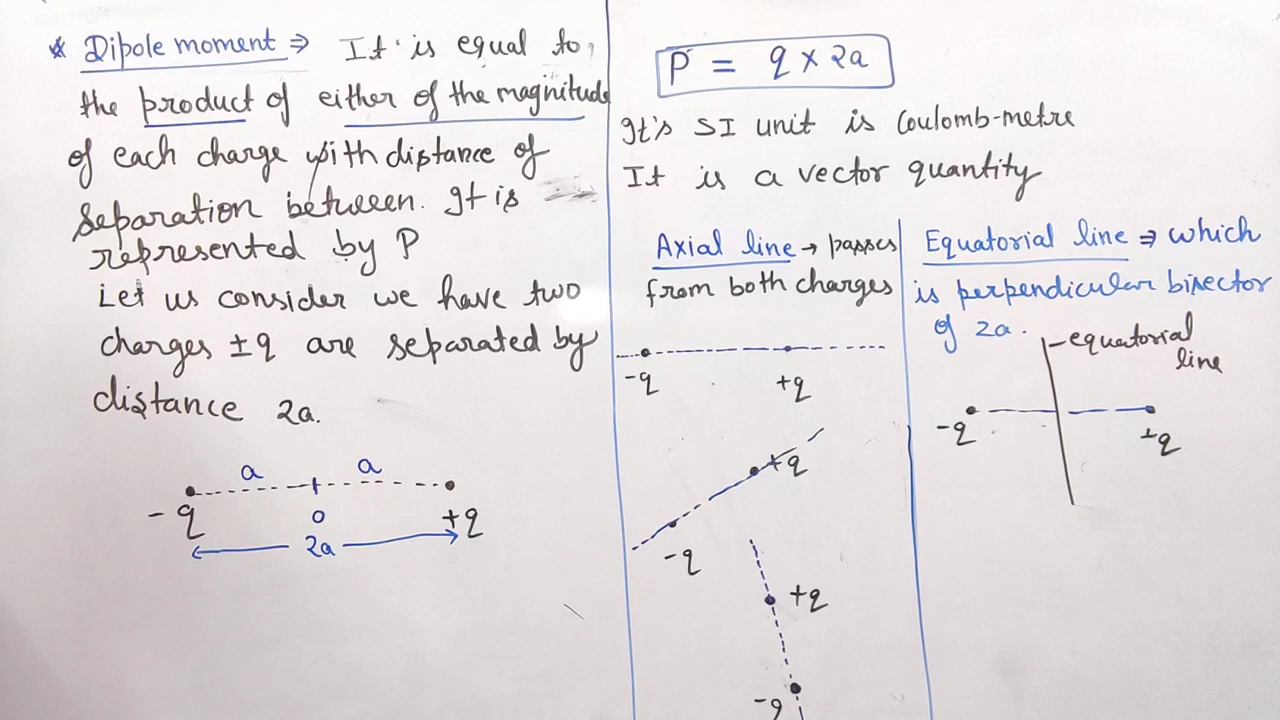 * Dipole moment ⇒ It is equal to,
the product of either of the magnitude
of each charge with distance of
separation between. It is
represented by P
Let us consider we have two
charges ±q are separated by
distance 2a.
a a
-q o +q
2a
P = q × 2a
It's SI unit is Coulomb-metre
It is a vector quantity
Axial line → passes
from both charges
-q +q
+q
-q
+q
-q
Equatorial line ⇒ which
is perpendicular bisector
of 2a.
equatorial
line
-q +q